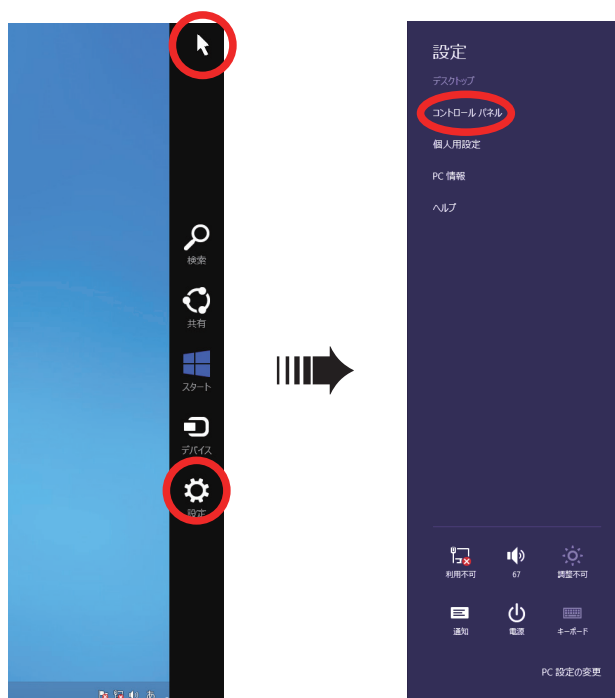 検索
共有
スタート
デバイス
設定
あ
設定
デスクトップ
コントロール パネル
個人用設定
PC 情報
ヘルプ
利用不可
67
調整不可
通知
電源
キーボード
PC 設定の変更